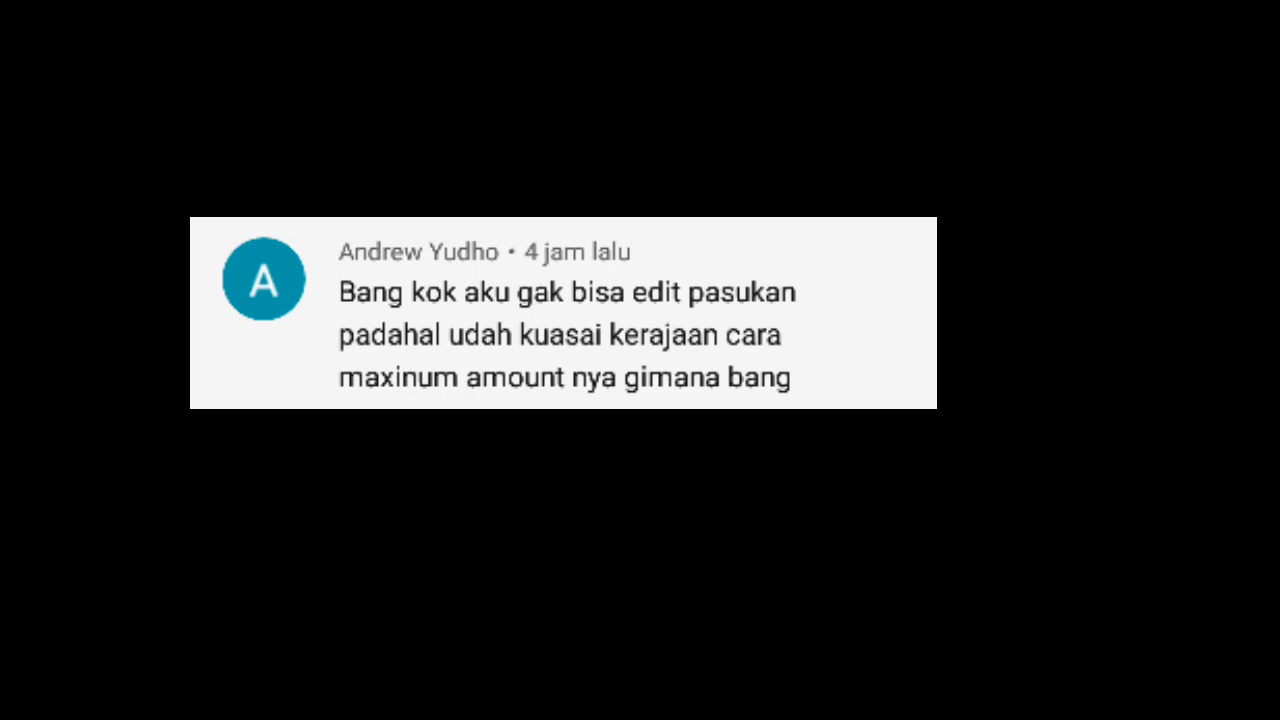 A
Andrew Yudho • 4 jam lalu
Bang kok aku gak bisa edit pasukan
padahal udah kuasai kerajaan cara
maxinum amount nya gimana bang